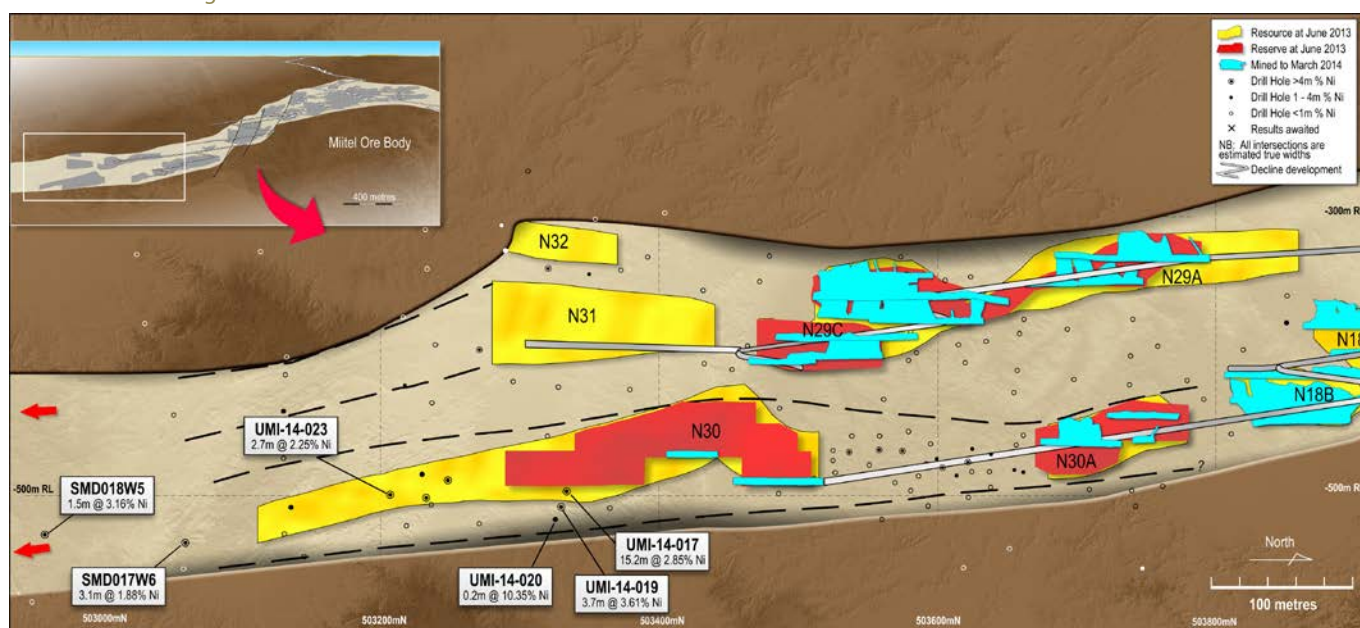 Miitel Ore Body
400 metres
Resource at June 2013
Reserve at June 2013
Mined to March 2014
Drill Hole >4m % Ni
Drill Hole 1 - 4m % Ni
Drill Hole <1m % Ni
Results awaited
NB: All intersections are
estimated true widths
Decline development
-300m RL
N32
N31
N29C
N29A
N18
N18B
N30
N30A
?
UMI-14-023
2.7m @ 2.25% Ni
-500m RL
-500m RL
SMD018W5
1.5m @ 3.16% Ni
SMD017W6
3.1m @ 1.88% Ni
UMI-14-020
0.2m @ 10.35% Ni
UMI-14-017
15.2m @ 2.85% Ni
UMI-14-019
3.7m @ 3.61% Ni
North
100 metres
503000mN
503200mN
503400mN
503600mN
503800mN